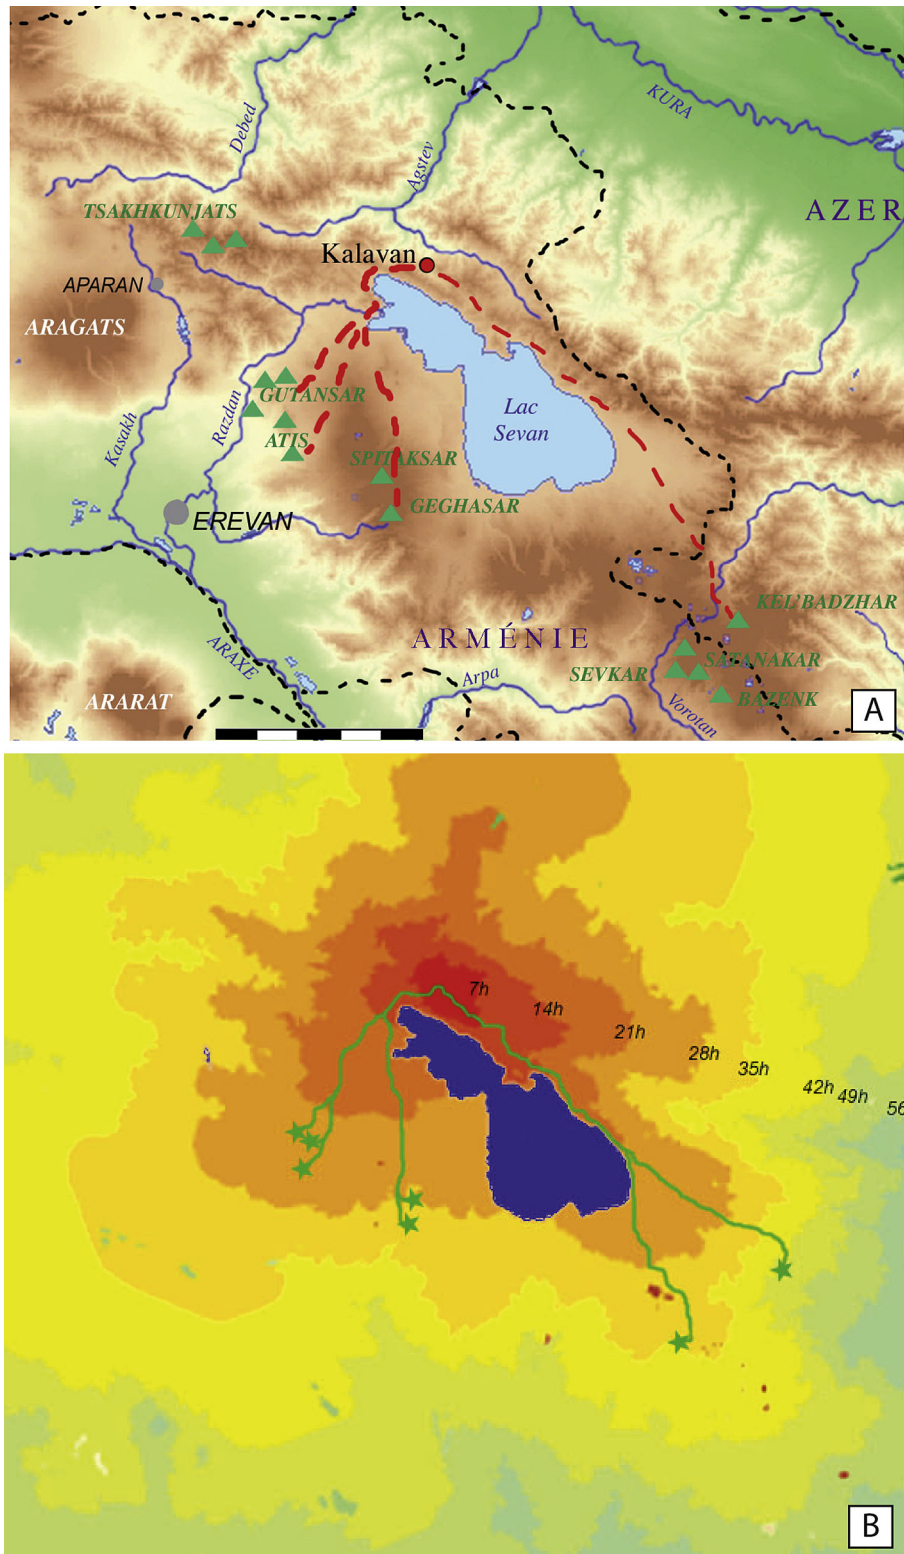 KURA
Debed
Agstev
TSAKHKUNJATS
AZER
Kalavan
APARAN
ARAGATS
GUTANSAR
Razdan
Lac
Sevan
Kasakh
ATIS
SPITAKSAR
GEGHASAR
EREVAN
KEL'BADZHAR
ARMÉNIE
ARAXE
SATANAKAR
SEVKAR
Arpa
BAZENK
ARARAT
Vorotan
A
7h
14h
21h
28h
35h
42h
49h
56
B